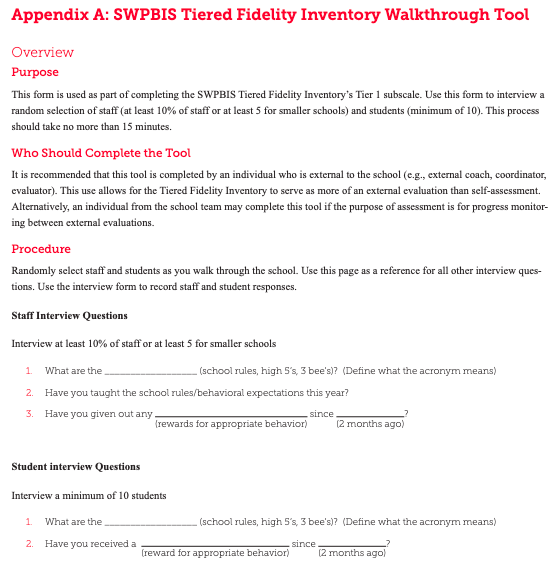 Appendix A: SWPBIS Tiered Fidelity Inventory Walkthrough Tool
Overview
Purpose
This form is used as part of completing the SWPBIS Tiered Fidelity Inventory's Tier 1 subscale. Use this form to interview a
random selection of staff (at least 10% of staff or at least 5 for smaller schools) and students (minimum of 10). This process
should take no more than 15 minutes.
Who Should Complete the Tool
It is recommended that this tool is completed by an individual who is external to the school (e.g., external coach, coordinator,
evaluator). This use allows for the Tiered Fidelity Inventory to serve as more of an external evaluation than self-assessment.
Alternatively, an individual from the school team may complete this tool if the purpose of assessment is for progress monitor-
ing between external evaluations.
Procedure
Randomly select staff and students as you walk through the school. Use this page as a reference for all other interview ques-
tions. Use the interview form to record staff and student responses.
Staff Interview Questions
Interview at least 10% of staff or at least 5 for smaller schools
1. What are the ____________________ (school rules, high 5's, 3 bee's)? (Define what the acronym means)
2. Have you taught the school rules/behavioral expectations this year?
3. Have you given out any ____________________ since ____________?
(rewards for appropriate behavior) (2 months ago)
Student interview Questions
Interview a minimum of 10 students
1. What are the ____________________ (school rules, high 5's, 3 bee's)? (Define what the acronym means)
2. Have you received a ____________________ since ____________?
(reward for appropriate behavior) (2 months ago)